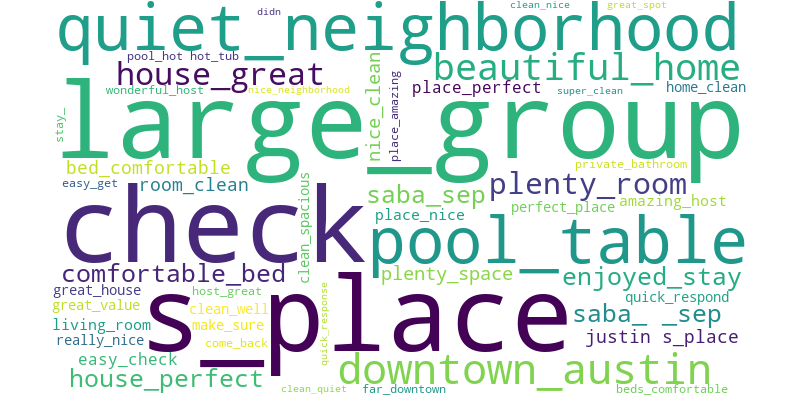 didn
clean_nice
great_spot
quiet_neighborhood
pool_hot hot_tub
house_great
beautiful_home
wonderful_host
nice_neighborhood
nice_clean
place_amazing
place_perfect
super_clean
home_clean
stay_
large_group
bed_comfortable
private_bathroom
easy_get
room_clean
clean_spacious
saba_sep
plenty_room
place_nice
perfect_place
amazing_host
check
pool_table
comfortable_bed
plenty_space
enjoyed_stay
great_house
host_great
quick_response
quick_respond
great_value
clean_well
s_place
saba_ _sep
living_room
make_sure
really_nice
come_back
justin s_place
easy_check
downtown_austin
house_perfect
clean_quiet
far_downtown
beds_comfortable